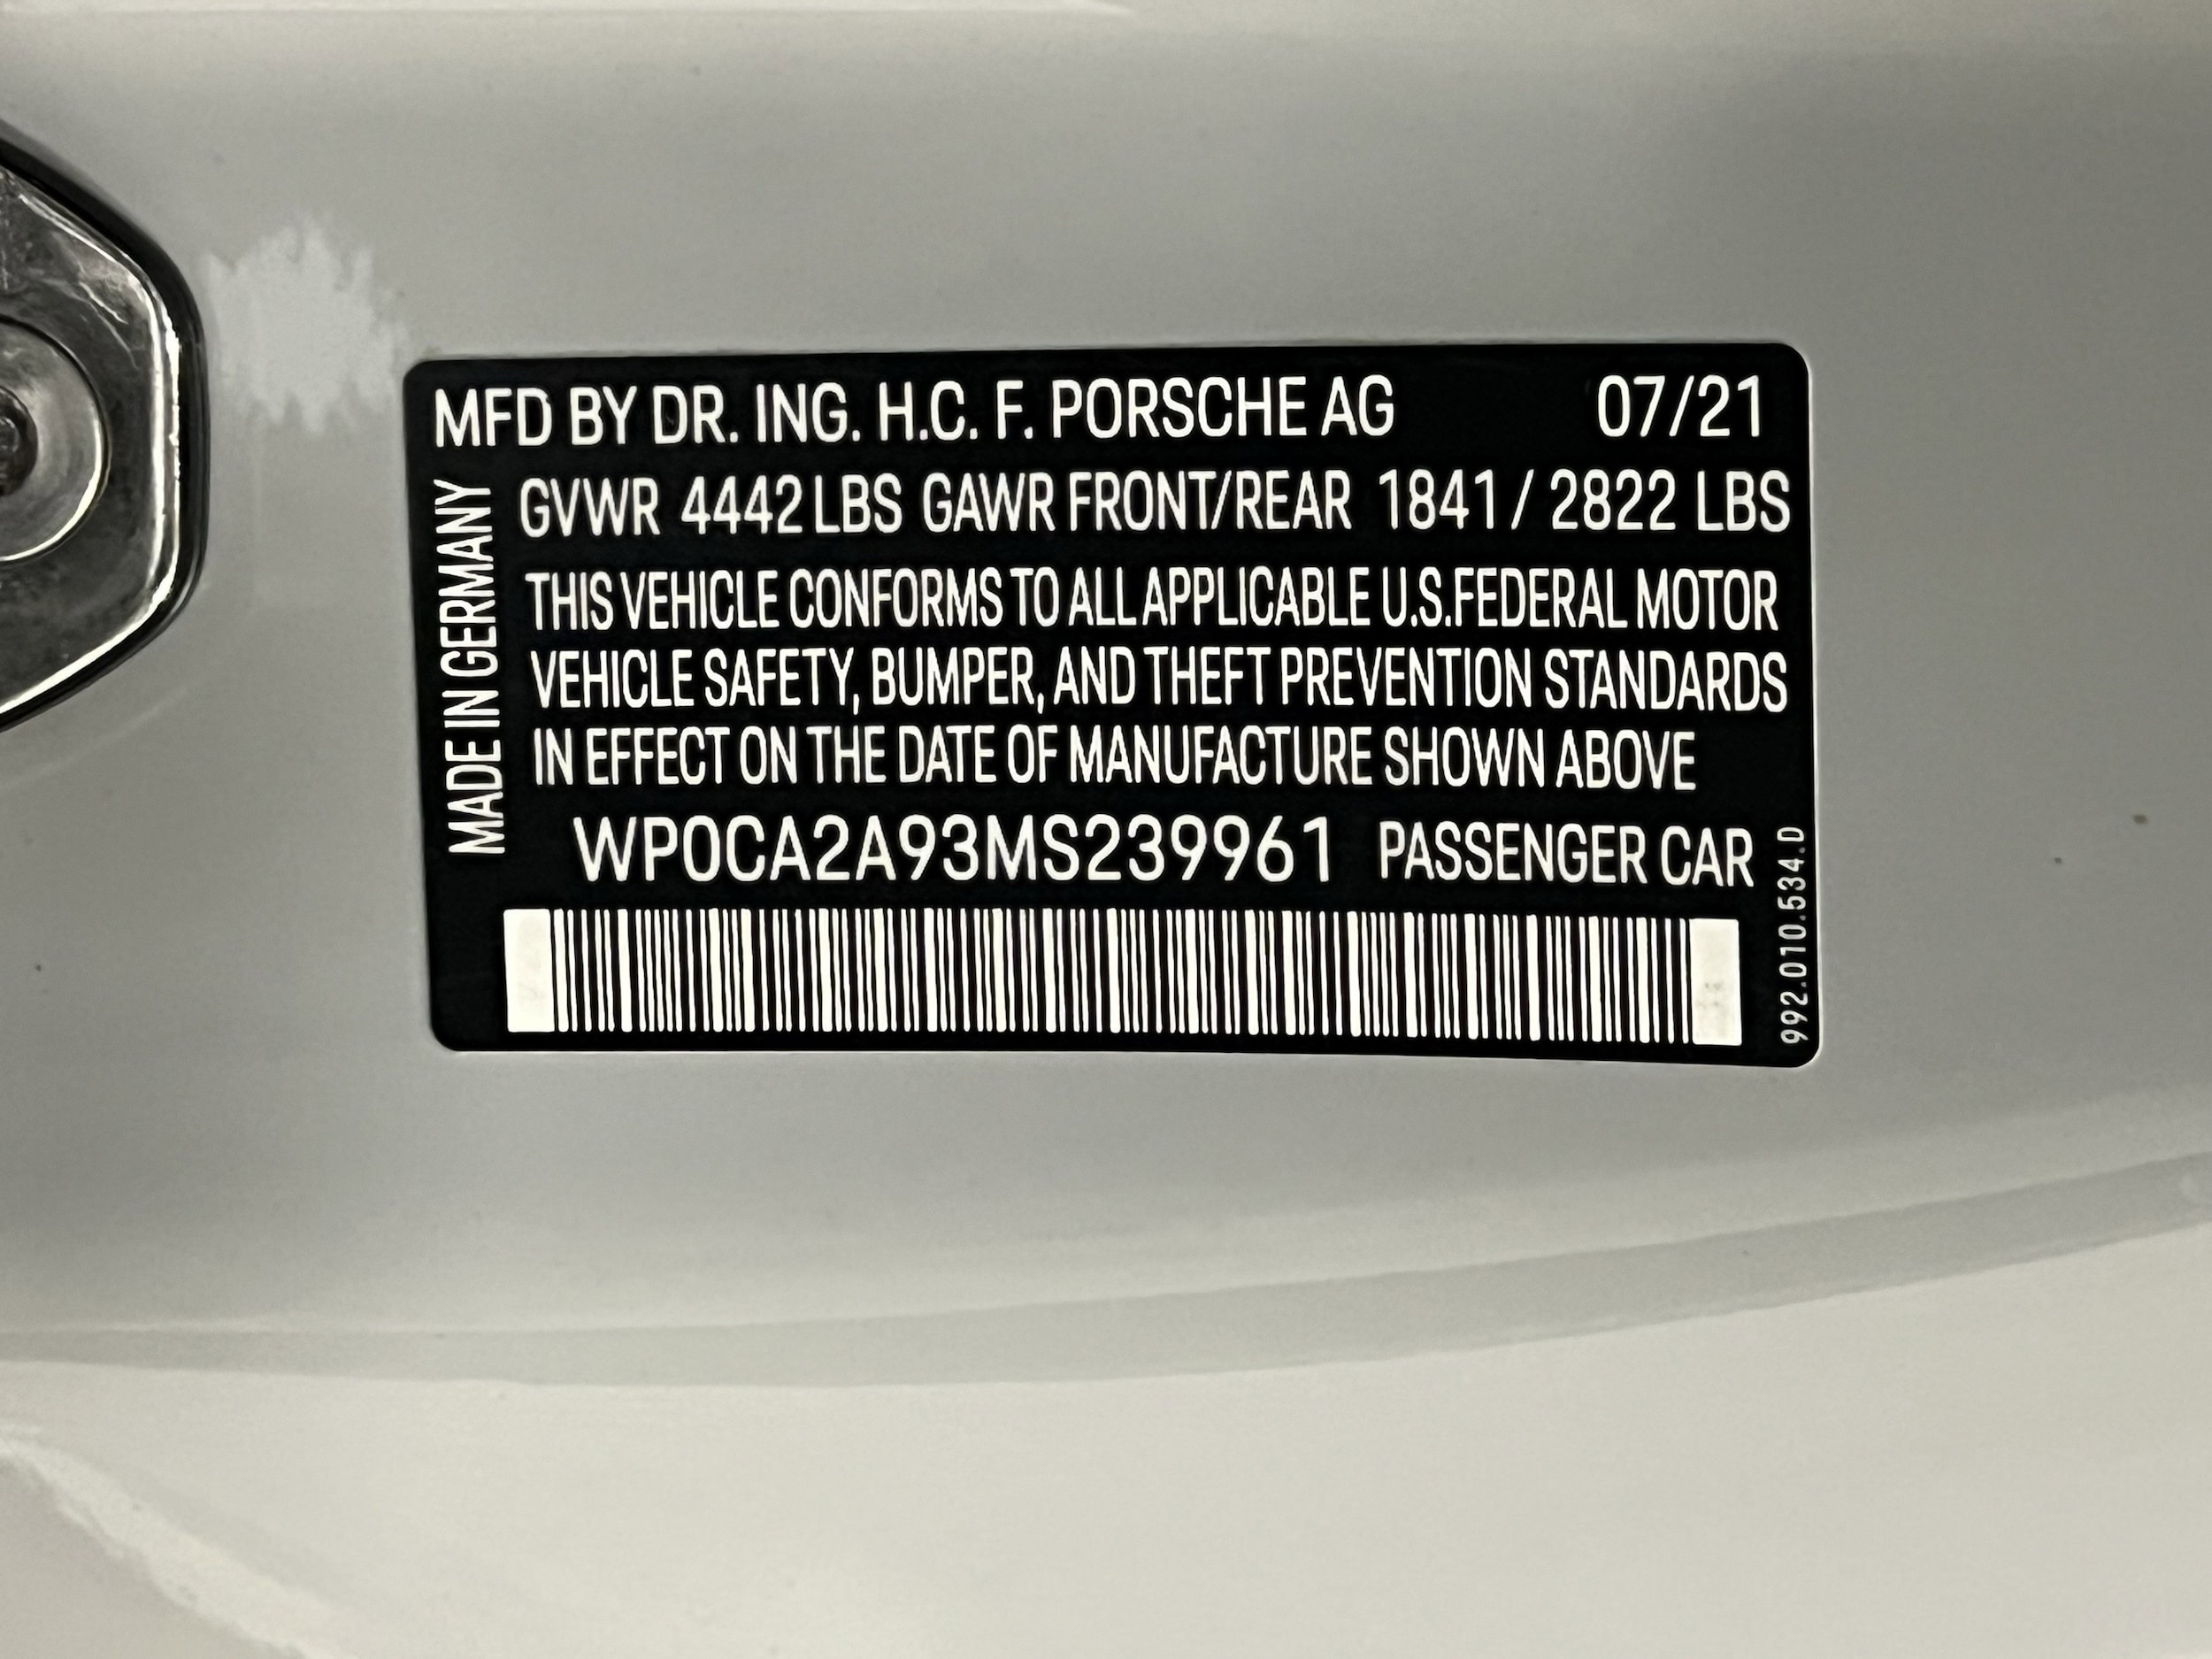 MFD BY DR. ING. H.C. F. PORSCHE AG 07/21
MADE IN GERMANY
GVWR 4442 LBS GAWR FRONT/REAR 1841 / 2822 LBS
THIS VEHICLE CONFORMS TO ALL APPLICABLE U.S.FEDERAL MOTOR
VEHICLE SAFETY, BUMPER, AND THEFT PREVENTION STANDARDS
IN EFFECT ON THE DATE OF MANUFACTURE SHOWN ABOVE
WP0CA2A93MS239961 PASSENGER CAR
992.010.534.D